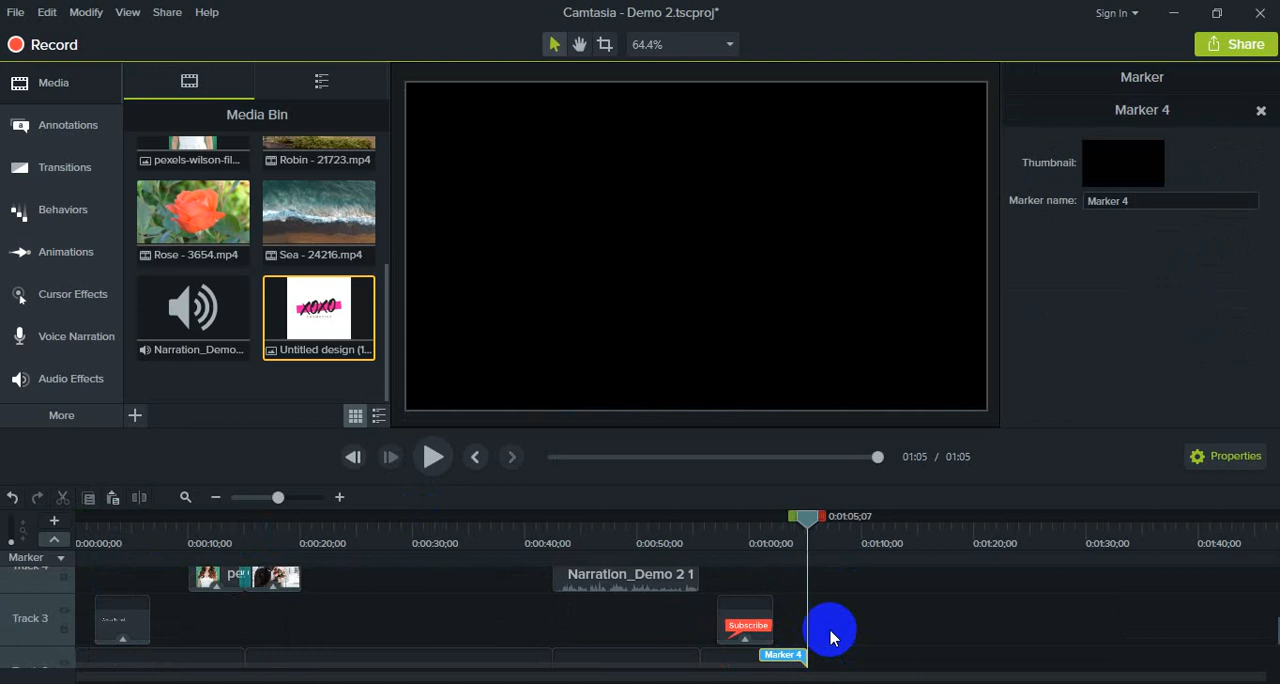 File Edit Modify View Share Help
Camtasia - Demo 2.tscproj*
Sign In
Record
64.4%
Share
Media
Annotations
Transitions
Behaviors
Animations
Cursor Effects
Voice Narration
Audio Effects
More
Media Bin
pexels-wilson-fil...
Robin - 21723.mp4
Rose - 3654.mp4
Sea - 24216.mp4
XOXO
Narration_Demo...
Untitled design (1...
Marker
Marker 4
Thumbnail:
Marker name: Marker 4
01:05 / 01:05
Properties
0:01:05;07
0:00:00;00 0:00:10;00 0:00:20;00 0:00:30;00 0:00:40;00 0:00:50;00 0:01:00;00 0:01:10;00 0:01:20;00 0:01:30;00 0:01:40;00
Marker
Track 4
Narration_Demo 2 1
Track 3
Subscribe
Marker 4